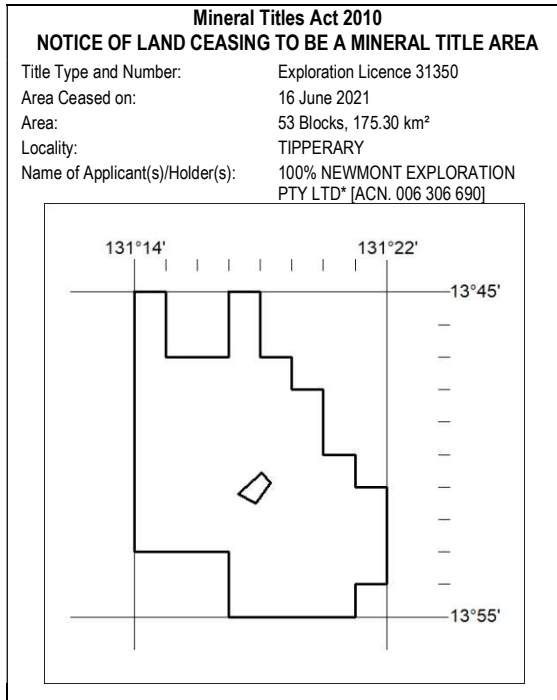 Mineral Titles Act 2010
NOTICE OF LAND CEASING TO BE A MINERAL TITLE AREA
Title Type and Number: Exploration Licence 31350
Area Ceased on: 16 June 2021
Area: 53 Blocks, 175.30 km²
Locality: TIPPERARY
Name of Applicant(s)/Holder(s): 100% NEWMONT EXPLORATION
PTY LTD* [ACN. 006 306 690]
131°14' 131°22'
13°45'
13°55'